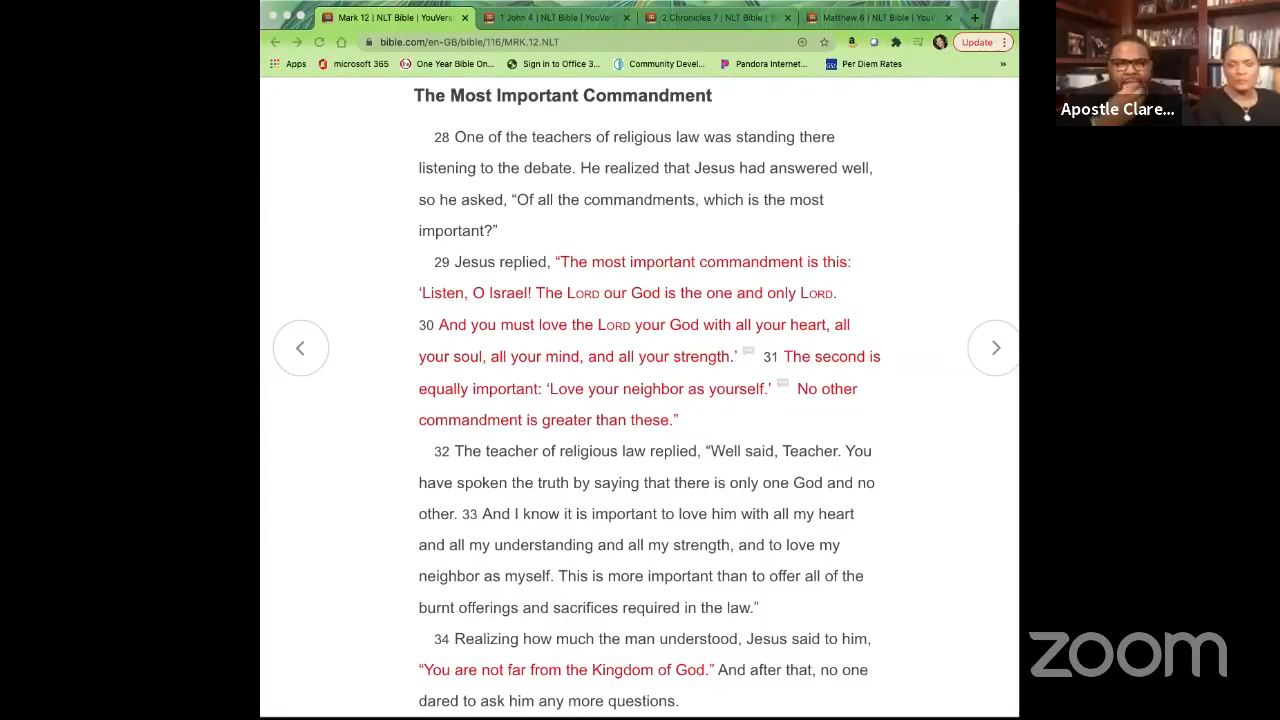 Mark 12 | NLT Bible | YouVers
1 John 4 | NLT Bible | YouVer
2 Chronicles 7 | NLT Bible | Yo
Matthew 6 | NLT Bible | YouV
bible.com/en-GB/bible/116/MRK.12.NLT
Update
Apps
microsoft 365
One Year Bible On...
Sign in to Office 3...
Community Devel...
Pandora Internet...
Per Diem Rates
»
Apostle Clare...
The Most Important Commandment
28 One of the teachers of religious law was standing there
listening to the debate. He realized that Jesus had answered well,
so he asked, “Of all the commandments, which is the most
important?”
29 Jesus replied, “The most important commandment is this:
‘Listen, O Israel! The LORD our God is the one and only LORD.
30 And you must love the LORD your God with all your heart, all
your soul, all your mind, and all your strength.’ 31 The second is
equally important: ‘Love your neighbor as yourself.’ No other
commandment is greater than these.”
32 The teacher of religious law replied, “Well said, Teacher. You
have spoken the truth by saying that there is only one God and no
other. 33 And I know it is important to love him with all my heart
and all my understanding and all my strength, and to love my
neighbor as myself. This is more important than to offer all of the
burnt offerings and sacrifices required in the law.”
34 Realizing how much the man understood, Jesus said to him,
“You are not far from the Kingdom of God.” And after that, no one
dared to ask him any more questions.
zoom